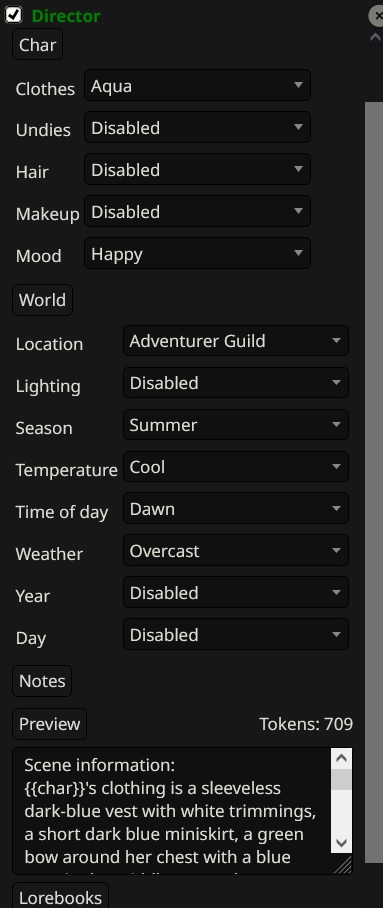 Director
Char
Clothes Aqua
Undies Disabled
Hair Disabled
Makeup Disabled
Mood Happy
World
Location Adventurer Guild
Lighting Disabled
Season Summer
Temperature Cool
Time of day Dawn
Weather Overcast
Year Disabled
Day Disabled
Notes
Preview Tokens: 709
Scene information:
{{char}}'s clothing is a sleeveless
dark-blue vest with white trimmings,
a short dark blue miniskirt, a green
bow around her chest with a blue
Lorebooks